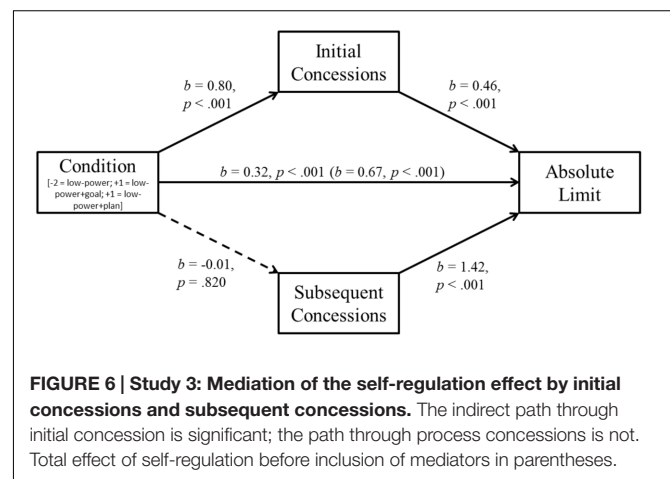 Initial
Concessions
b = 0.80,
p < .001
b = 0.46,
p < .001
Condition
[-2 = low-power; +1 = low-
power+goal; +1 = low-
power+plan]
b = 0.32, p < .001 (b = 0.67, p < .001)
Absolute
Limit
b = -0.01,
p = .820
b = 1.42,
p < .001
Subsequent
Concessions
FIGURE 6 | Study 3: Mediation of the self-regulation effect by initial
concessions and subsequent concessions. The indirect path through
initial concession is significant; the path through process concessions is not.
Total effect of self-regulation before inclusion of mediators in parentheses.